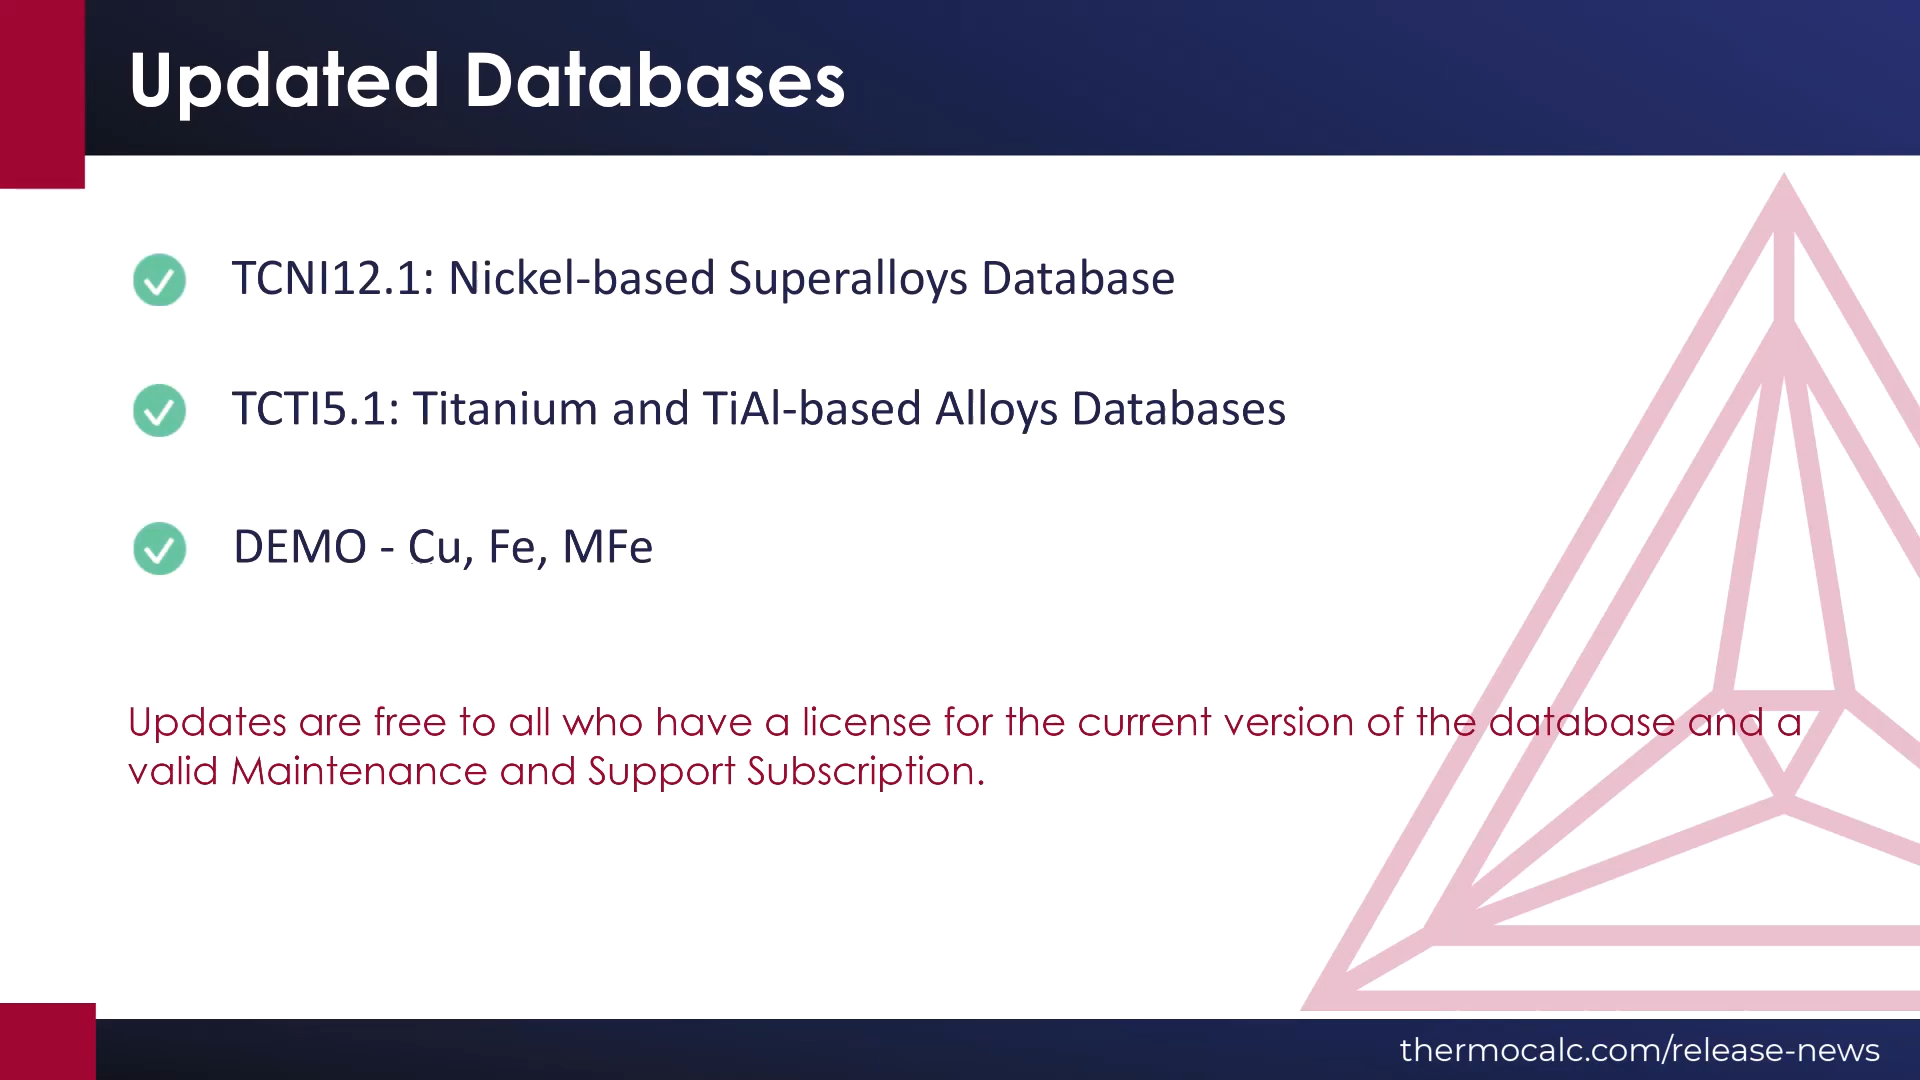 Updated Databases
TCNI12.1: Nickel-based Superalloys Database
TCTI5.1: Titanium and TiAl-based Alloys Databases
DEMO - Cu, Fe, MFe
Updates are free to all who have a license for the current version of the database and a
valid Maintenance and Support Subscription.
thermocalc.com/release-news